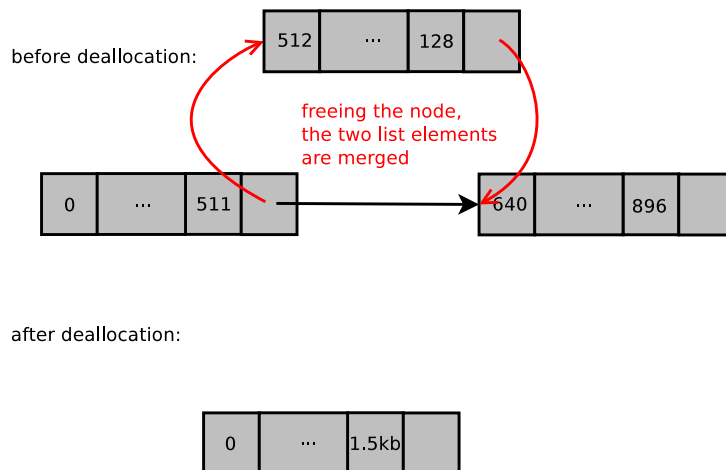 512 ... 128
before deallocation:
freeing the node,
the two list elements
are merged
0 ... 511
640 ... 896
after deallocation:
0 ... 1.5kb